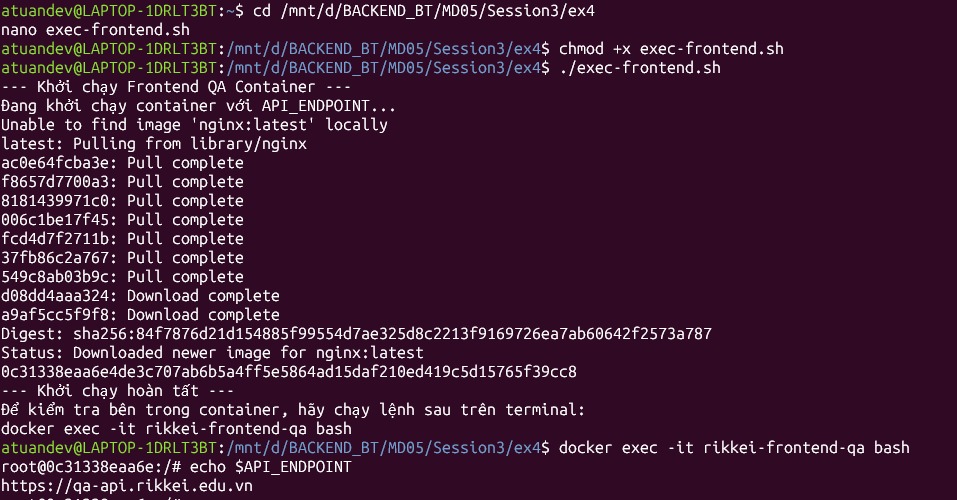 atuandev@LAPTOP-1DRLT3BT:~$ cd /mnt/d/BACKEND_BT/MD05/Session3/ex4
nano exec-frontend.sh
atuandev@LAPTOP-1DRLT3BT:/mnt/d/BACKEND_BT/MD05/Session3/ex4$ chmod +x exec-frontend.sh
atuandev@LAPTOP-1DRLT3BT:/mnt/d/BACKEND_BT/MD05/Session3/ex4$ ./exec-frontend.sh
--- Khởi chạy Frontend QA Container ---
Đang khởi chạy container với API_ENDPOINT...
Unable to find image 'nginx:latest' locally
latest: Pulling from library/nginx
ac0e64fcba3e: Pull complete
f8657d7700a3: Pull complete
8181439971c0: Pull complete
006c1be17f45: Pull complete
fcd4d7f2711b: Pull complete
37fb86c2a767: Pull complete
549c8ab03b9c: Pull complete
d08dd4aaa324: Download complete
a9af5cc5f9f8: Download complete
Digest: sha256:84f7876d21d154885f99554d7ae325d8c2213f9169726ea7ab60642f2573a787
Status: Downloaded newer image for nginx:latest
0c31338eaa6e4de3c707ab6b5a4ff5e5864ad15daf210ed419c5d15765f39cc8
--- Khởi chạy hoàn tất ---
Để kiểm tra bên trong container, hãy chạy lệnh sau trên terminal:
docker exec -it rikkei-frontend-qa bash
atuandev@LAPTOP-1DRLT3BT:/mnt/d/BACKEND_BT/MD05/Session3/ex4$ docker exec -it rikkei-frontend-qa bash
root@0c31338eaa6e:/# echo $API_ENDPOINT
https://qa-api.rikkei.edu.vn